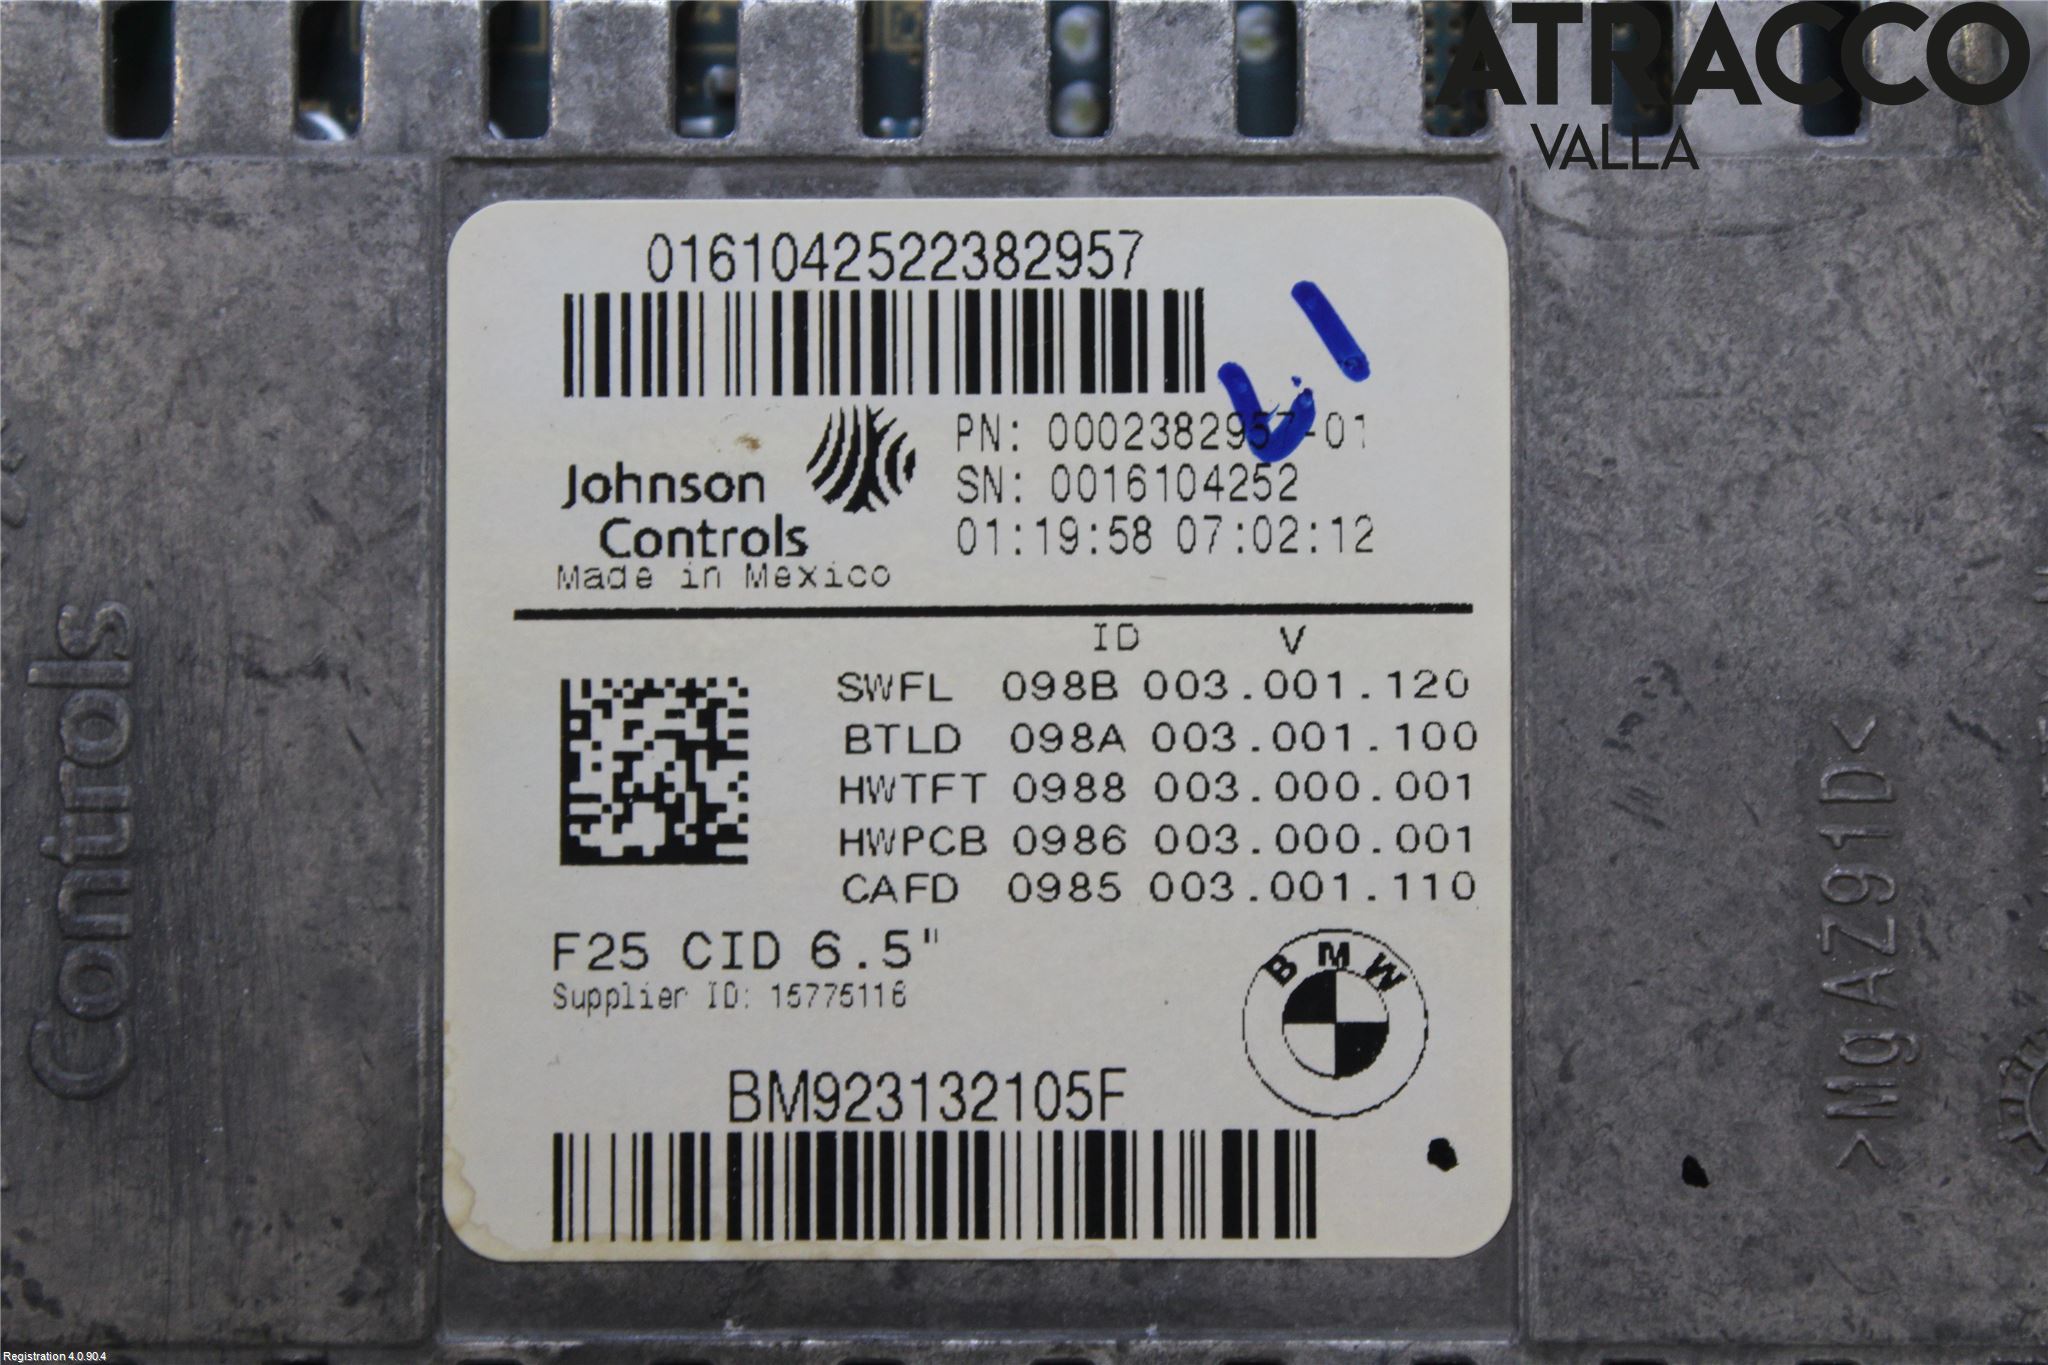 ATRACCO
VALLA
0161042522382957
Johnson
Controls
Made in Mexico
PN: 0002382957-01
SN: 0016104252
01:19:58 07:02:12
ID V
SWFL 098B 003.001.120
BTLD 098A 003.001.100
HWTFT 0988 003.000.001
HWPCB 0986 003.000.001
CAFD 0985 003.001.110
F25 CID 6.5"
Supplier ID: 15775116
BMW
BM923132105F
Controls
>MgAZ91D<
Registration 4.0.90.4